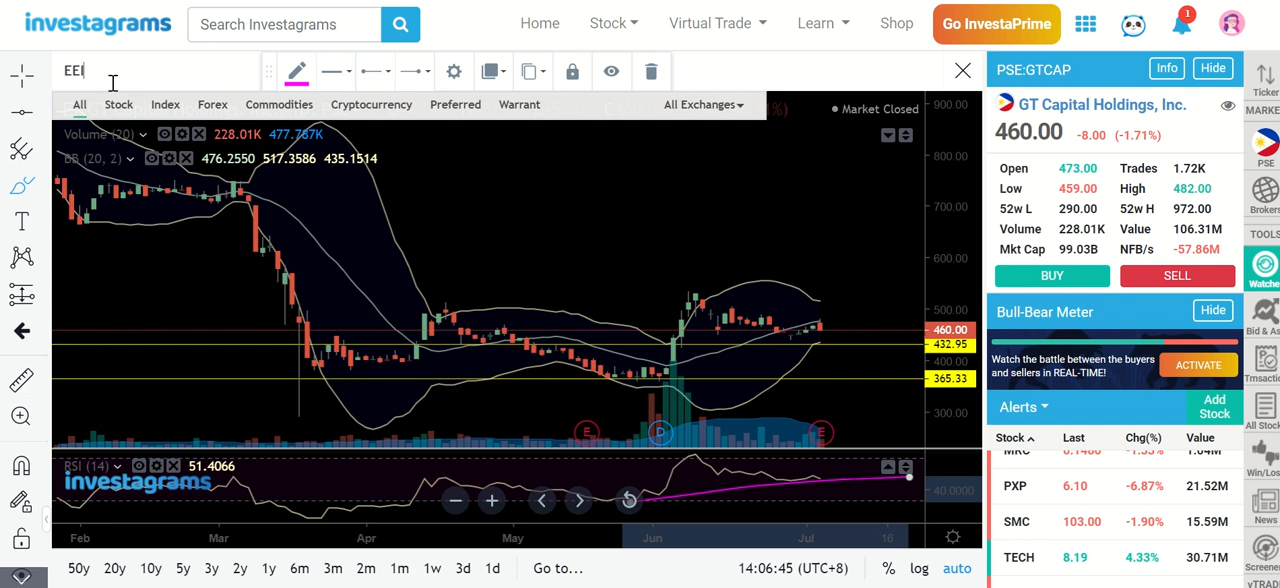 investagrams
Search Investagrams
Home
Stock
Virtual Trade
Learn
Shop
Go InvestaPrime
1
EEI
All Stock Index Forex Commodities Cryptocurrency Preferred Warrant All Exchanges
Market Closed
Volume (20) 228.01K 477.787K
BB (20, 2) 476.2550 517.3586 435.1514
900.00
800.00
700.00
600.00
500.00
460.00
432.95
400.00
365.33
300.00
E D E
RSI (14) 51.4066
investagrams
40.0000
Feb Mar Apr May Jun Jul 16
50y 20y 10y 5y 3y 2y 1y 6m 3m 2m 1m 1w 3d 1d Go to... 14:06:45 (UTC+8) % log auto
PSE:GTCAP Info Hide
GT Capital Holdings, Inc.
460.00 -8.00 (-1.71%)
Open 473.00 Trades 1.72K
Low 459.00 High 482.00
52w L 290.00 52w H 972.00
Volume 228.01K Value 106.31M
Mkt Cap 99.03B NFB/s -57.86M
BUY SELL
Bull-Bear Meter Hide
Watch the battle between the buyers
and sellers in REAL-TIME!
ACTIVATE
Alerts
Add
Stock
Stock Last Chg(%) Value
PXP 6.10 -6.87% 21.52M
SMC 103.00 -1.90% 15.59M
TECH 8.19 4.33% 30.71M
Ticker
MARKE
PSE
Brokers
TOOLS
Watche
Bid & As
Tmsactio
All Stock
Win/Los
News
Screene
vTRADE